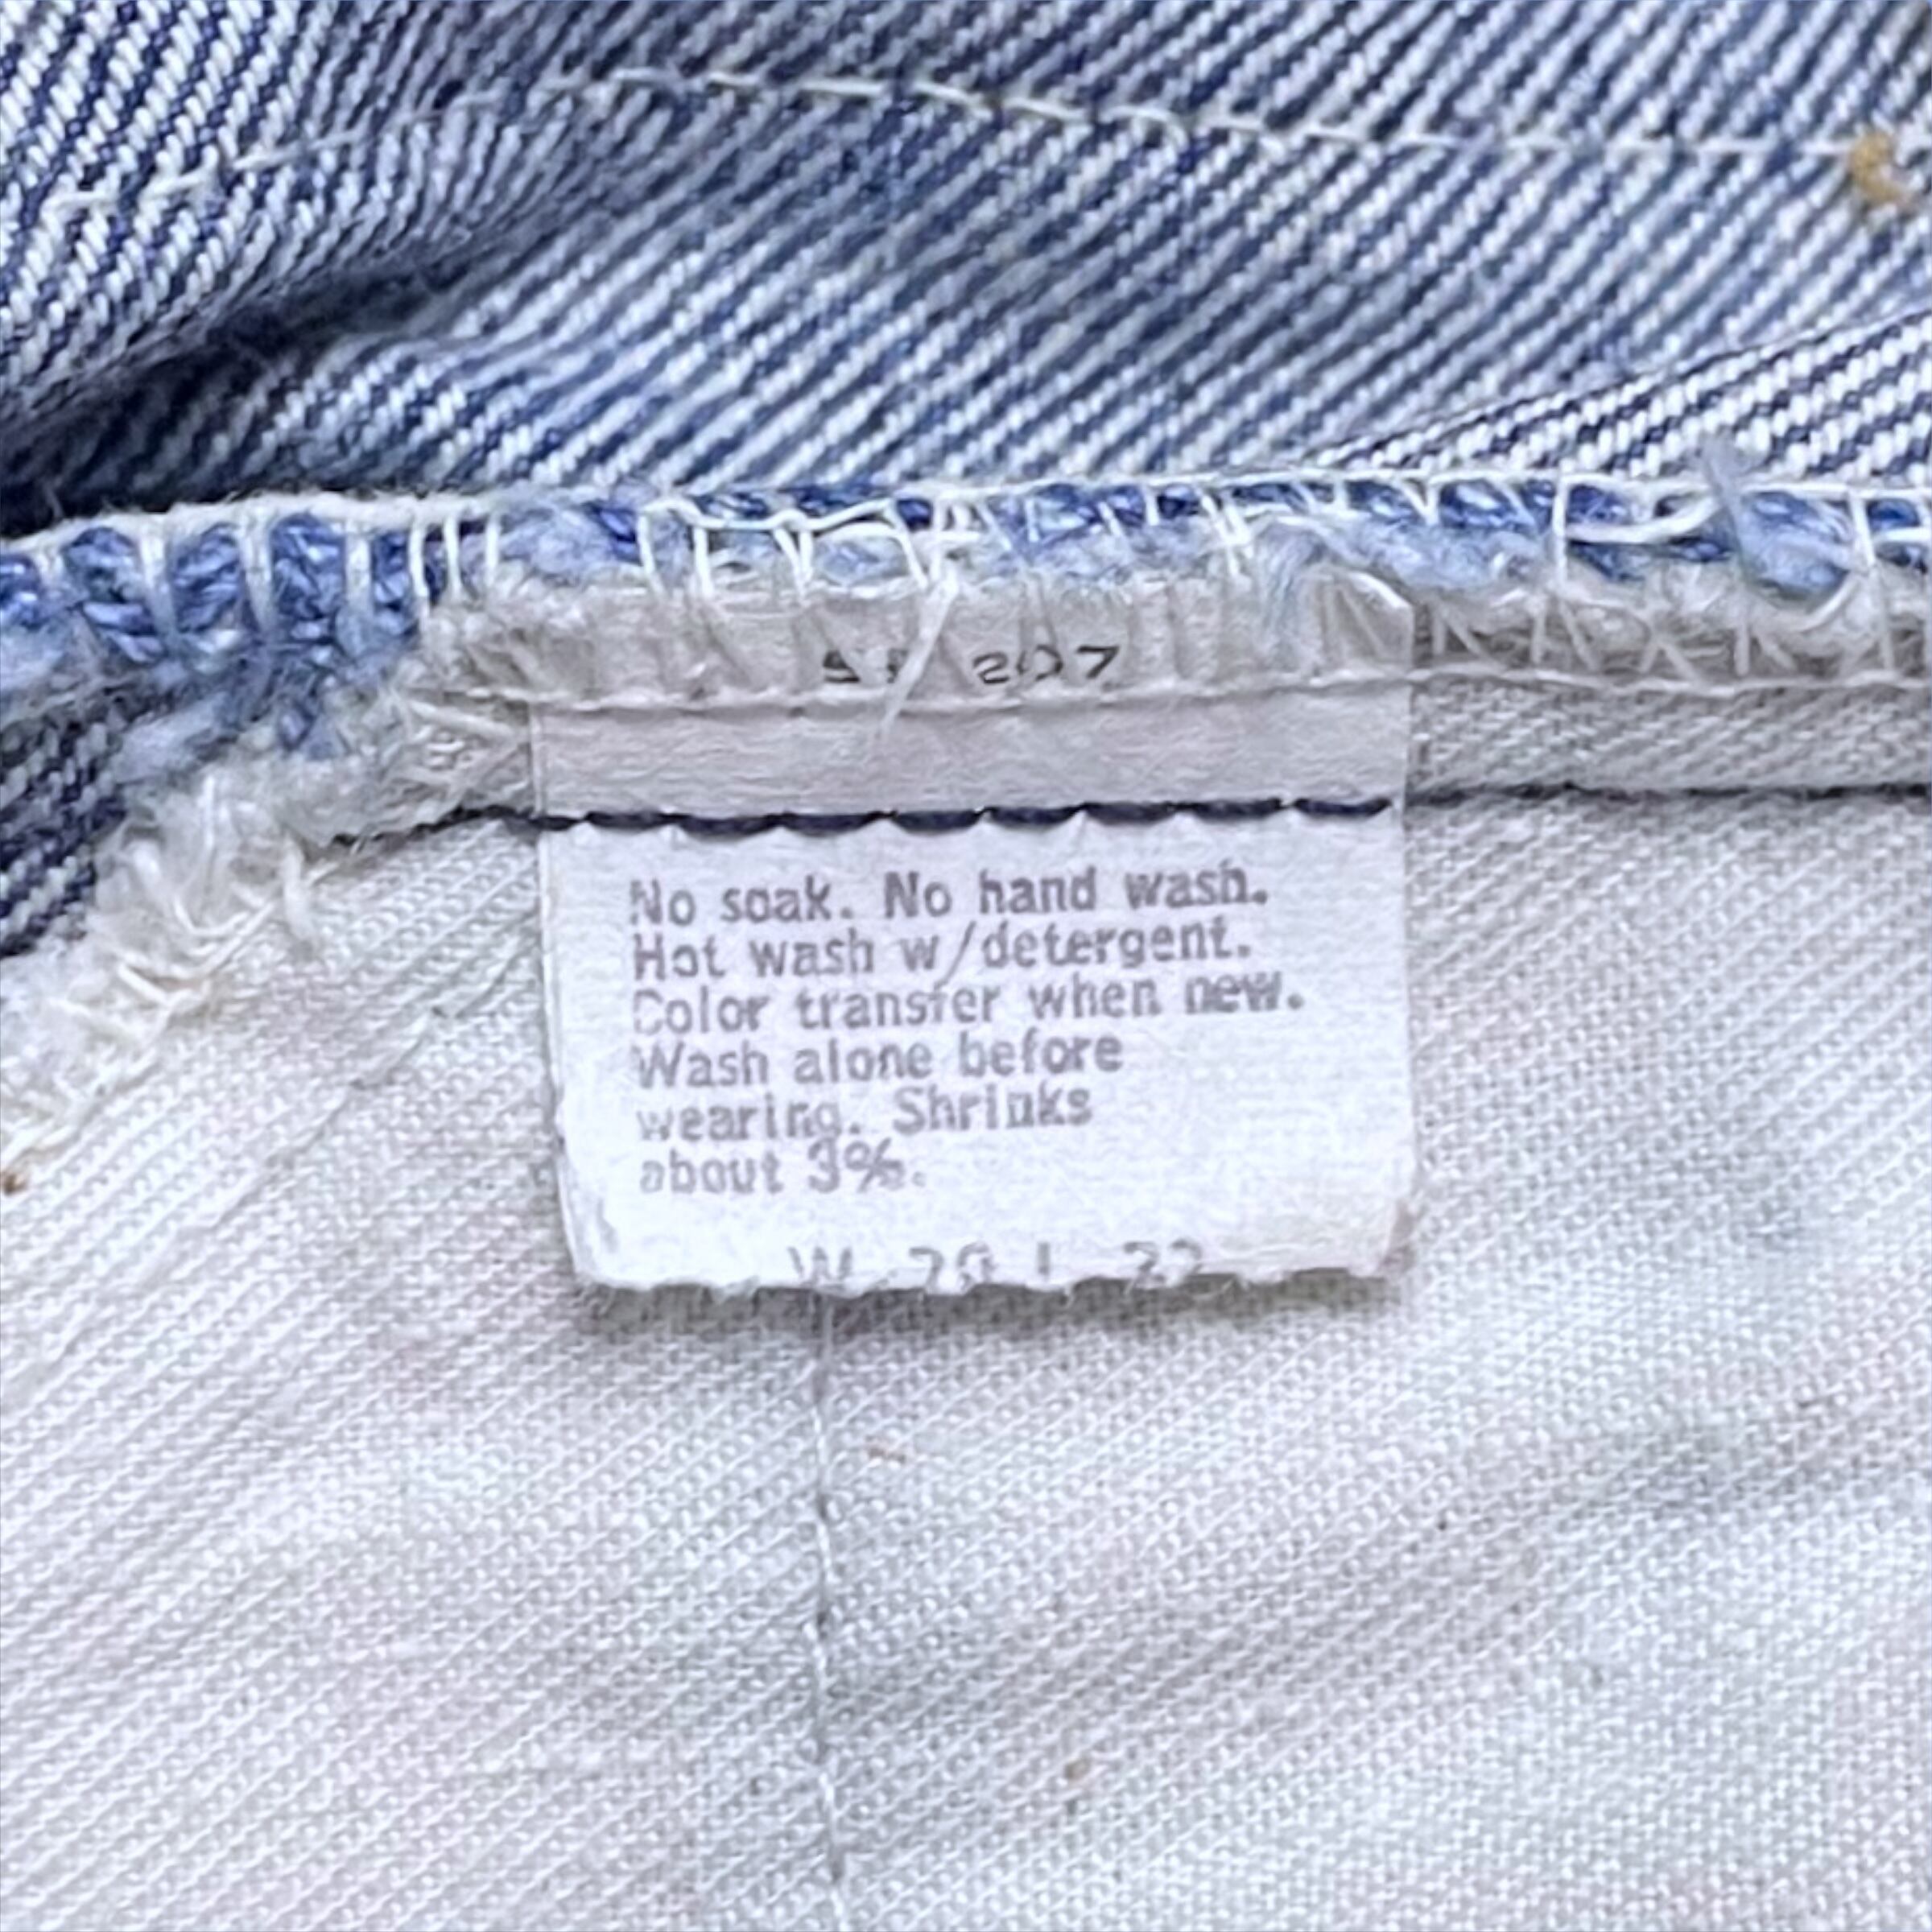 207
No soak. No hand wash.
Hot wash w/detergent.
Color transfer when new.
Wash alone before
wearing. Shrinks
about 3%.
W L